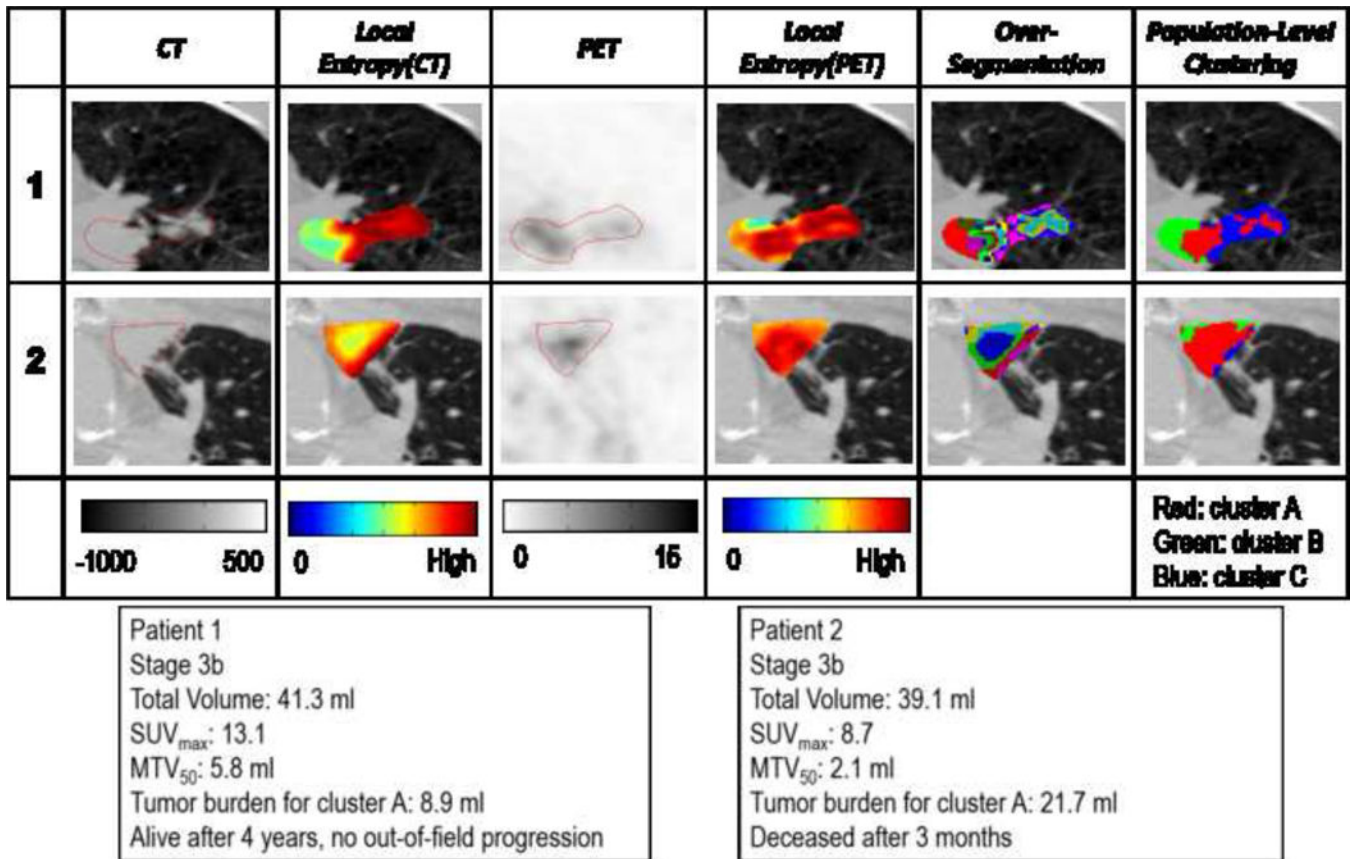 CT
Local
Entropy(CT)
PET
Local
Entropy(PET)
Over-
Segmentation
Population-Level
Clustering
1
2
-1000 500
0 High
0 15
0 High
Red: cluster A
Green: cluster B
Blue: cluster C
Patient 1
Stage 3b
Total Volume: 41.3 ml
SUVmax: 13.1
MTV50: 5.8 ml
Tumor burden for cluster A: 8.9 ml
Alive after 4 years, no out-of-field progression
Patient 2
Stage 3b
Total Volume: 39.1 ml
SUVmax: 8.7
MTV50: 2.1 ml
Tumor burden for cluster A: 21.7 ml
Deceased after 3 months